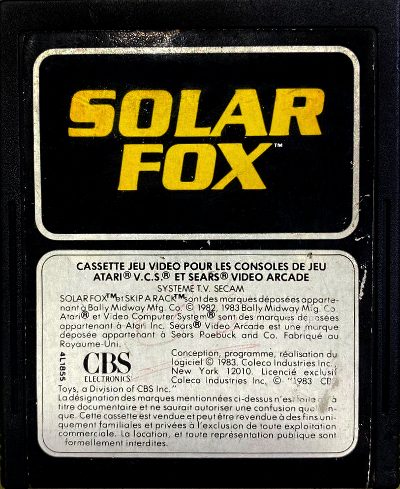 SOLAR
FOX™
CASSETTE JEU VIDEO POUR LES CONSOLES DE JEU
ATARI® V.C.S.® ET SEARS® VIDEO ARCADE
SYSTEME T.V. SECAM
SOLAR FOX™ et SKIP A RACK™ sont des marques déposées apparte-
nant à Bally Midway Mfg. Co. © 1982, 1983 Bally Midway Mfg. Co.
Atari® et Video Computer System® sont des marques déposées
appartenant à Atari Inc. Sears® Video Arcade est une marque
déposée appartenant à Sears Roebuck and Co. Fabriqué au
Royaume-Uni.
4L 1855
CBS
ELECTRONICS
Conception, programme, réalisation du
logiciel © 1983. Coleco Industries Inc.,
New York 12010. Licencié exclusif
Coleco Industries Inc, ©. "1983 CBS
Toys, a Division of CBS Inc."
La désignation des marques mentionnées ci-dessus n'est faite à
titre documentaire et ne saurait autoriser une confusion quelcon-
que. Cette cassette est vendue et peut être revendue à des fins uni-
quement familiales et privées à l'exclusion de toute exploitation
commerciale. La location, et toute représentation publique sont
formellement interdites.